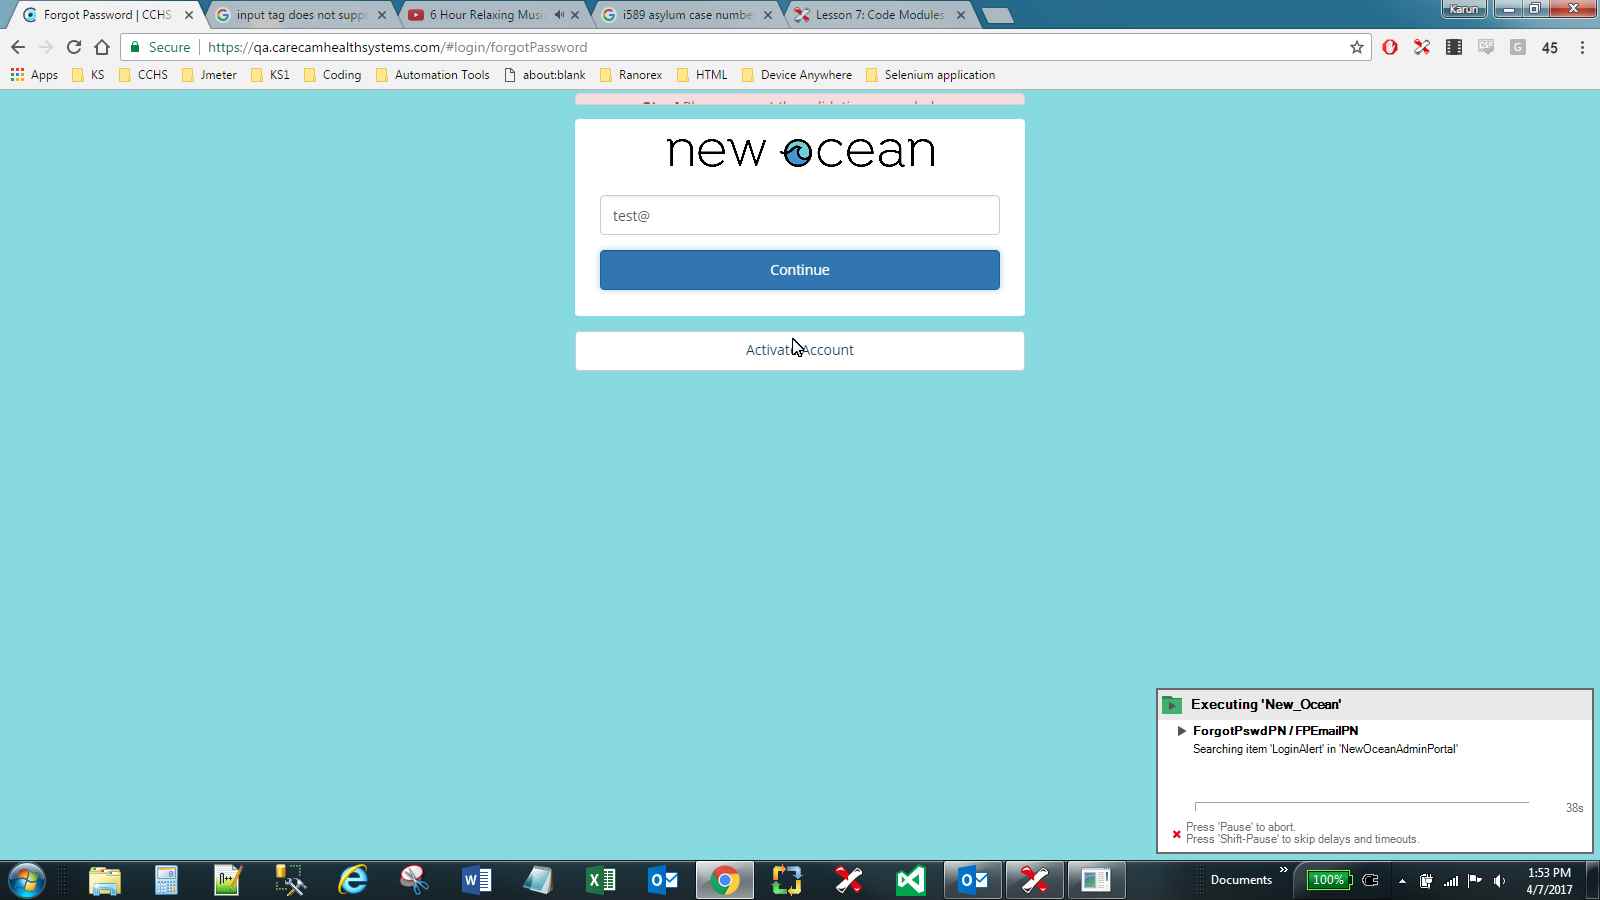 Forgot Password | CCHS
input tag does not supp
6 Hour Relaxing Musi
i589 asylum case numbe
Lesson 7: Code Modules
Karun
Secure
https://qa.carecamhealthsystems.com/#login/forgotPassword
CSP
G
45
Apps
KS
CCHS
Jmeter
KS1
Coding
Automation Tools
about:blank
Ranorex
HTML
Device Anywhere
Selenium application
new ocean
test@
Continue
Activate Account
Executing 'New_Ocean'
ForgotPswdPN / FPEmailPN
Searching item 'LoginAlert' in 'NewOceanAdminPortal'
38s
Press 'Pause' to abort.
Press 'Shift-Pause' to skip delays and timeouts.
Documents
100%
1:53 PM
4/7/2017